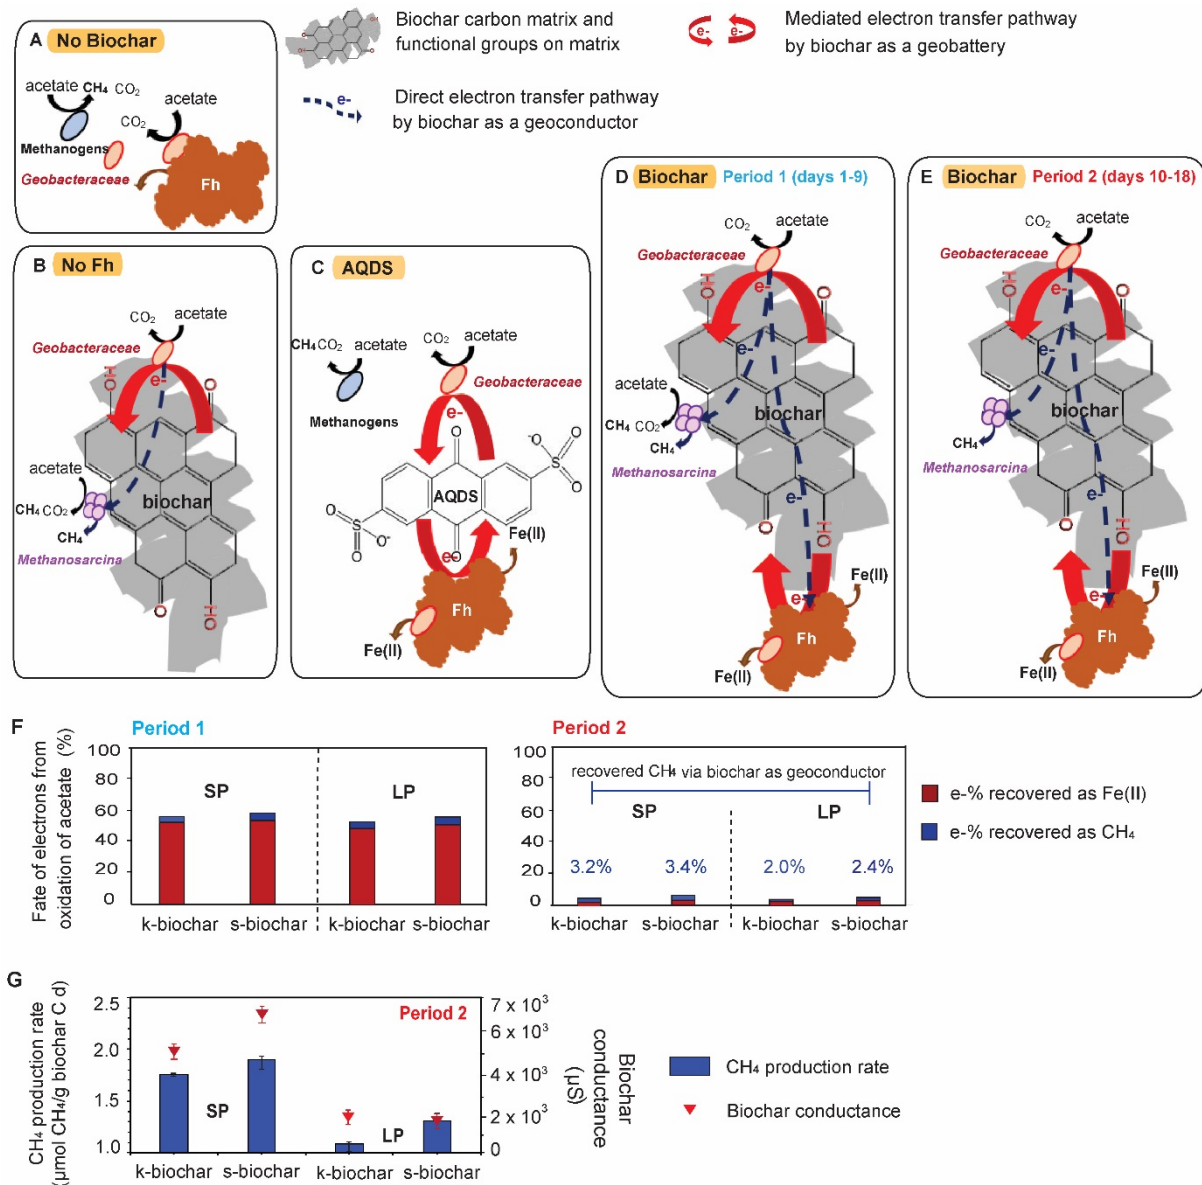 A No Biochar
acetate CH₄ CO₂
acetate
CO₂
Methanogens
Geobacteraceae
Fh
Biochar carbon matrix and
functional groups on matrix
OH
O
HO
O
e-
Direct electron transfer pathway
by biochar as a geoconductor
e- e-
Mediated electron transfer pathway
by biochar as a geobattery
B No Fh
CO₂ acetate
Geobacteraceae
e-
HO
O
acetate
biochar
CH₄ CO₂
CH₄
Methanosarcina
O
HO
C AQDS
CH₄CO₂ acetate
Methanogens
CO₂ acetate
Geobacteraceae
e-
O
O
⁻O S O
O
AQDS
O
S O⁻
O
O
e-
Fe(II)
Fh
Fe(II)
D Biochar Period 1 (days 1-9)
CO₂ acetate
Geobacteraceae
e-
HO
O
e-
acetate
biochar
CH₄ CO₂
CH₄
Methanosarcina
e-
O
HO
Fe(II)
e-
Fh
Fe(II)
E Biochar Period 2 (days 10-18)
CO₂ acetate
Geobacteraceae
e-
HO
O
e-
biochar
CH₄
Methanosarcina
e-
O
HO
Fe(II)
e-
Fh
Fe(II)
F
Period 1
Fate of electrons from
oxidation of acetate (%)
100
80
60
40
20
0
SP
LP
k-biochar s-biochar k-biochar s-biochar
Period 2
100
80
60
40
20
0
recovered CH₄ via biochar as geoconductor
SP
LP
3.2% 3.4% 2.0% 2.4%
k-biochar s-biochar k-biochar s-biochar
e-% recovered as Fe(II)
e-% recovered as CH₄
G
CH₄ production rate
(µmol CH₄/g biochar C d)
2.5
2.0
1.5
1.0
Period 2
SP
LP
k-biochar s-biochar k-biochar s-biochar
7 x 10³
6 x 10³
4 x 10³
2 x 10³
0
Biochar
conductance
(µS)
CH₄ production rate
Biochar conductance